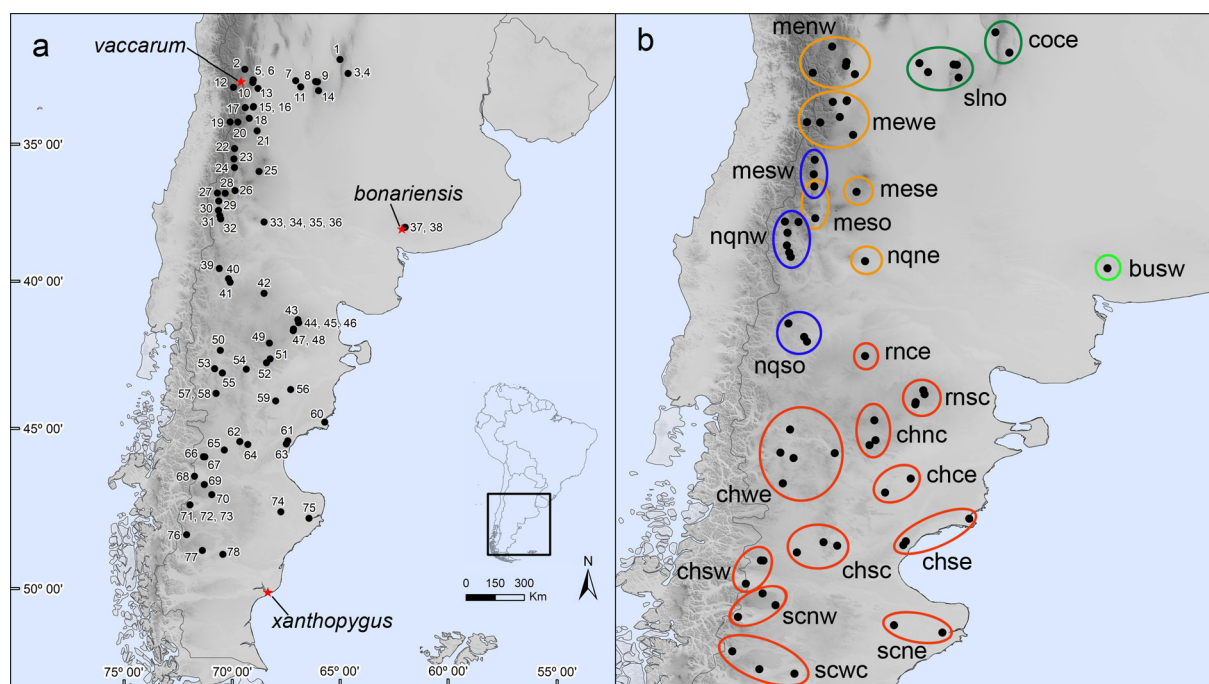 a
vaccarum
1
2
5, 6
7
8
9
3,4
12
10
13
11
14
17
15, 16
18
19
20
21
35° 00'
22
23
24
25
28
27
26
29
30
31
32
33, 34, 35, 36
bonariensis
37, 38
39
40
40° 00'
41
42
43
44, 45, 46
47, 48
49
50
51
54
53
52
55
56
57, 58
59
60
45° 00'
62
61
65
64
63
66
67
68
69
70
74
75
71, 72, 73
76
77
78
50° 00'
xanthopygus
0 150 300
Km
N
75° 00'
70° 00'
65° 00'
60° 00'
55° 00'
b
menw
coce
slno
mewe
mesw
mese
meso
nqnw
nqne
busw
nqso
rnce
rnsc
chnc
chwe
chce
chse
chsw
chsc
scnw
scne
scwc